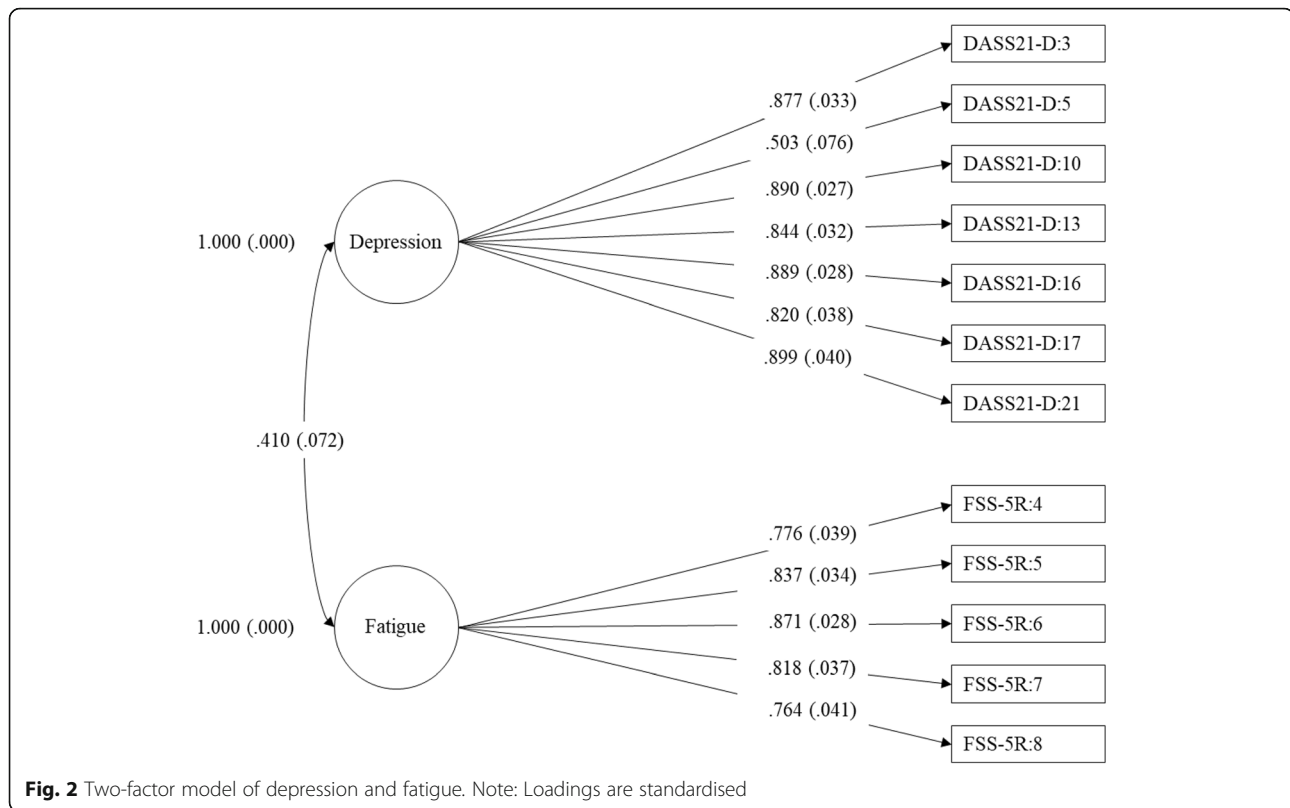 DASS21-D:3
.877 (.033)
DASS21-D:5
.503 (.076)
DASS21-D:10
.890 (.027)
1.000 (.000)
Depression
.844 (.032)
DASS21-D:13
.889 (.028)
DASS21-D:16
.820 (.038)
DASS21-D:17
.899 (.040)
DASS21-D:21
.410 (.072)
FSS-5R:4
.776 (.039)
.837 (.034)
FSS-5R:5
1.000 (.000)
Fatigue
.871 (.028)
FSS-5R:6
.818 (.037)
FSS-5R:7
.764 (.041)
FSS-5R:8
Fig. 2 Two-factor model of depression and fatigue. Note: Loadings are standardised